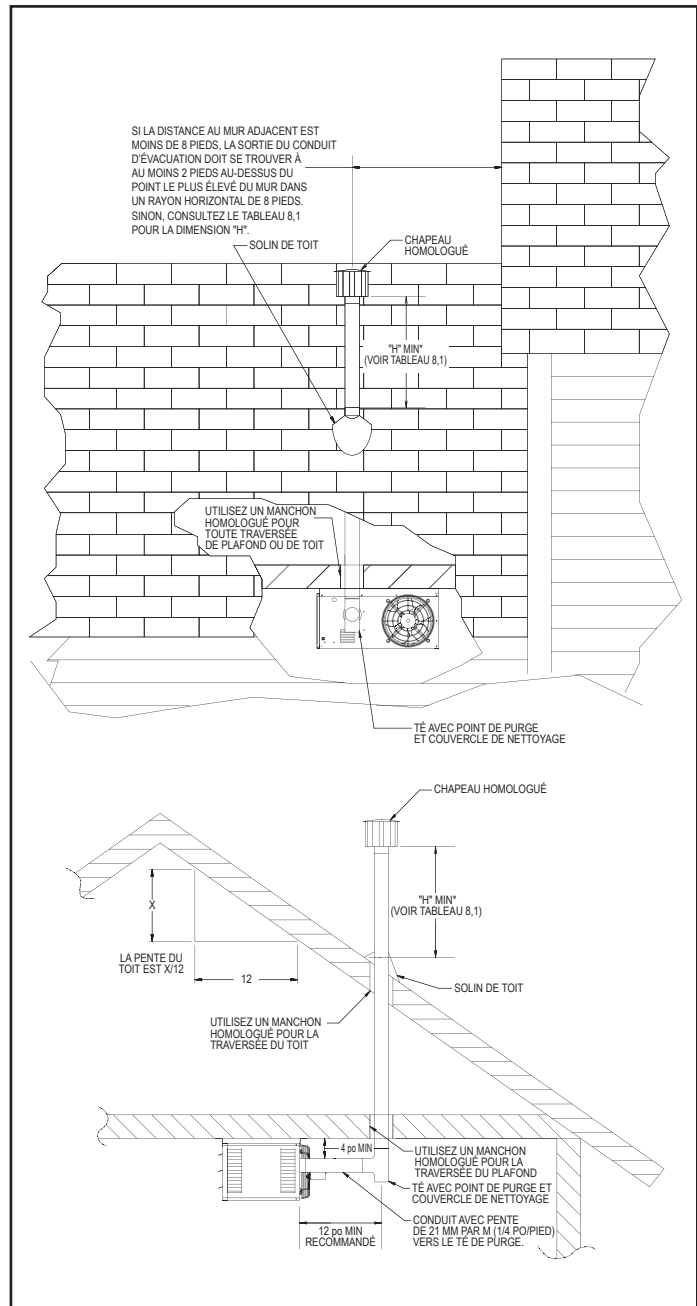 SI LA DISTANCE AU MUR ADJACENT EST
MOINS DE 8 PIEDS, LA SORTIE DU CONDUIT
D'ÉVACUATION DOIT SE TROUVER À
AU MOINS 2 PIEDS AU-DESSUS DU
POINT LE PLUS ÉLEVÉ DU MUR DANS
UN RAYON HORIZONTAL DE 8 PIEDS.
SINON, CONSULTEZ LE TABLEAU 8,1
POUR LA DIMENSION "H".
SOLIN DE TOIT
CHAPEAU
HOMOLOGUÉ
"H" MIN*
(VOIR TABLEAU 8,1)
UTILISEZ UN MANCHON
HOMOLOGUÉ POUR
TOUTE TRAVERSÉE
DE PLAFOND OU DE TOIT
TÉ AVEC POINT DE PURGE
ET COUVERCLE DE NETTOYAGE
CHAPEAU HOMOLOGUÉ
"H" MIN*
(VOIR TABLEAU 8,1)
X
LA PENTE DU
TOIT EST X/12
12
SOLIN DE TOIT
UTILISEZ UN MANCHON
HOMOLOGUÉ POUR LA
TRAVERSÉE DU TOIT
4 po MIN
UTILISEZ UN MANCHON
HOMOLOGUÉ POUR LA
TRAVERSÉE DU PLAFOND
TÉ AVEC POINT DE PURGE ET
COUVERCLE DE NETTOYAGE
12 po MIN
RECOMMANDÉ
CONDUIT AVEC PENTE
DE 21 MM PAR M (1/4 PO/PIED)
VERS LE TÉ DE PURGE.